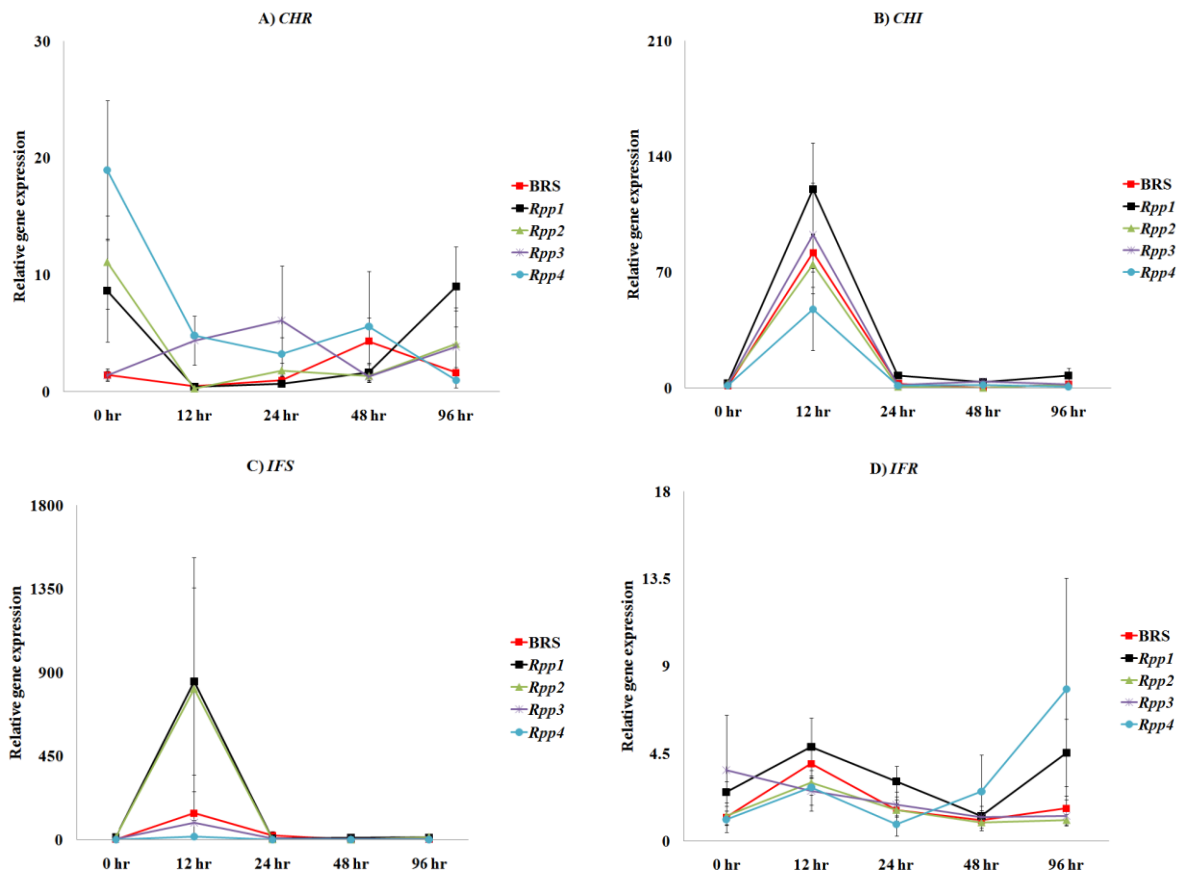 A) CHR
Relative gene expression
30
20
10
0
0 hr 12 hr 24 hr 48 hr 96 hr
BRS
Rpp1
Rpp2
Rpp3
Rpp4
B) CHI
Relative gene expression
210
140
70
0
0 hr 12 hr 24 hr 48 hr 96 hr
BRS
Rpp1
Rpp2
Rpp3
Rpp4
C) IFS
Relative gene expression
1800
1350
900
450
0
0 hr 12 hr 24 hr 48 hr 96 hr
BRS
Rpp1
Rpp2
Rpp3
Rpp4
D) IFR
Relative gene expression
18
13.5
9
4.5
0
0 hr 12 hr 24 hr 48 hr 96 hr
BRS
Rpp1
Rpp2
Rpp3
Rpp4